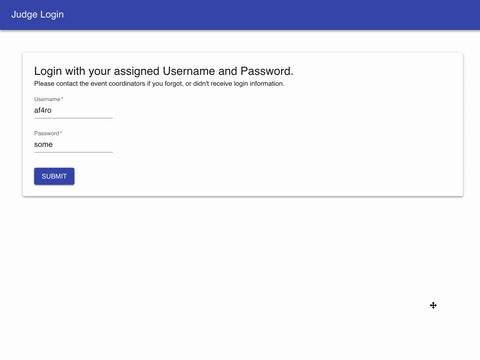 Judge Login
Login with your assigned Username and Password.
Please contact the event coordinators if you forgot, or didn't receive login information.
Username *
af4ro
Password *
some
SUBMIT